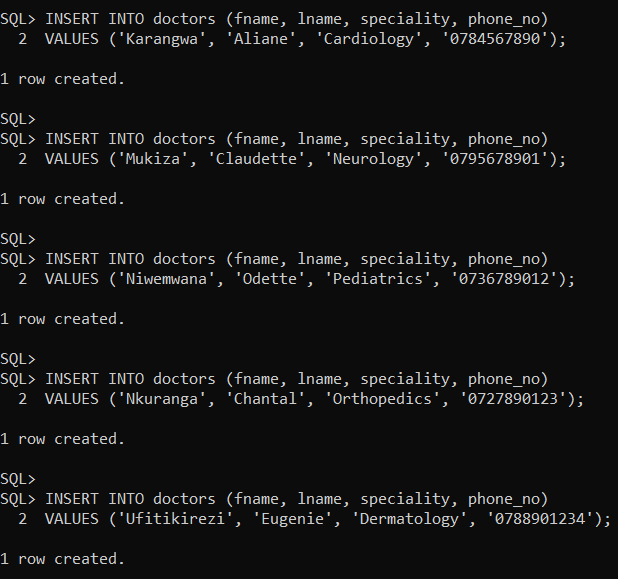 SQL> INSERT INTO doctors (fname, lname, speciality, phone_no)
  2  VALUES ('Karangwa', 'Aliane', 'Cardiology', '0784567890');
1 row created.
SQL>
SQL> INSERT INTO doctors (fname, lname, speciality, phone_no)
  2  VALUES ('Mukiza', 'Claudette', 'Neurology', '0795678901');
1 row created.
SQL>
SQL> INSERT INTO doctors (fname, lname, speciality, phone_no)
  2  VALUES ('Niwemwana', 'Odette', 'Pediatrics', '0736789012');
1 row created.
SQL>
SQL> INSERT INTO doctors (fname, lname, speciality, phone_no)
  2  VALUES ('Nkuranga', 'Chantal', 'Orthopedics', '0727890123');
1 row created.
SQL>
SQL> INSERT INTO doctors (fname, lname, speciality, phone_no)
  2  VALUES ('Ufitikirezi', 'Eugenie', 'Dermatology', '0788901234');
1 row created.